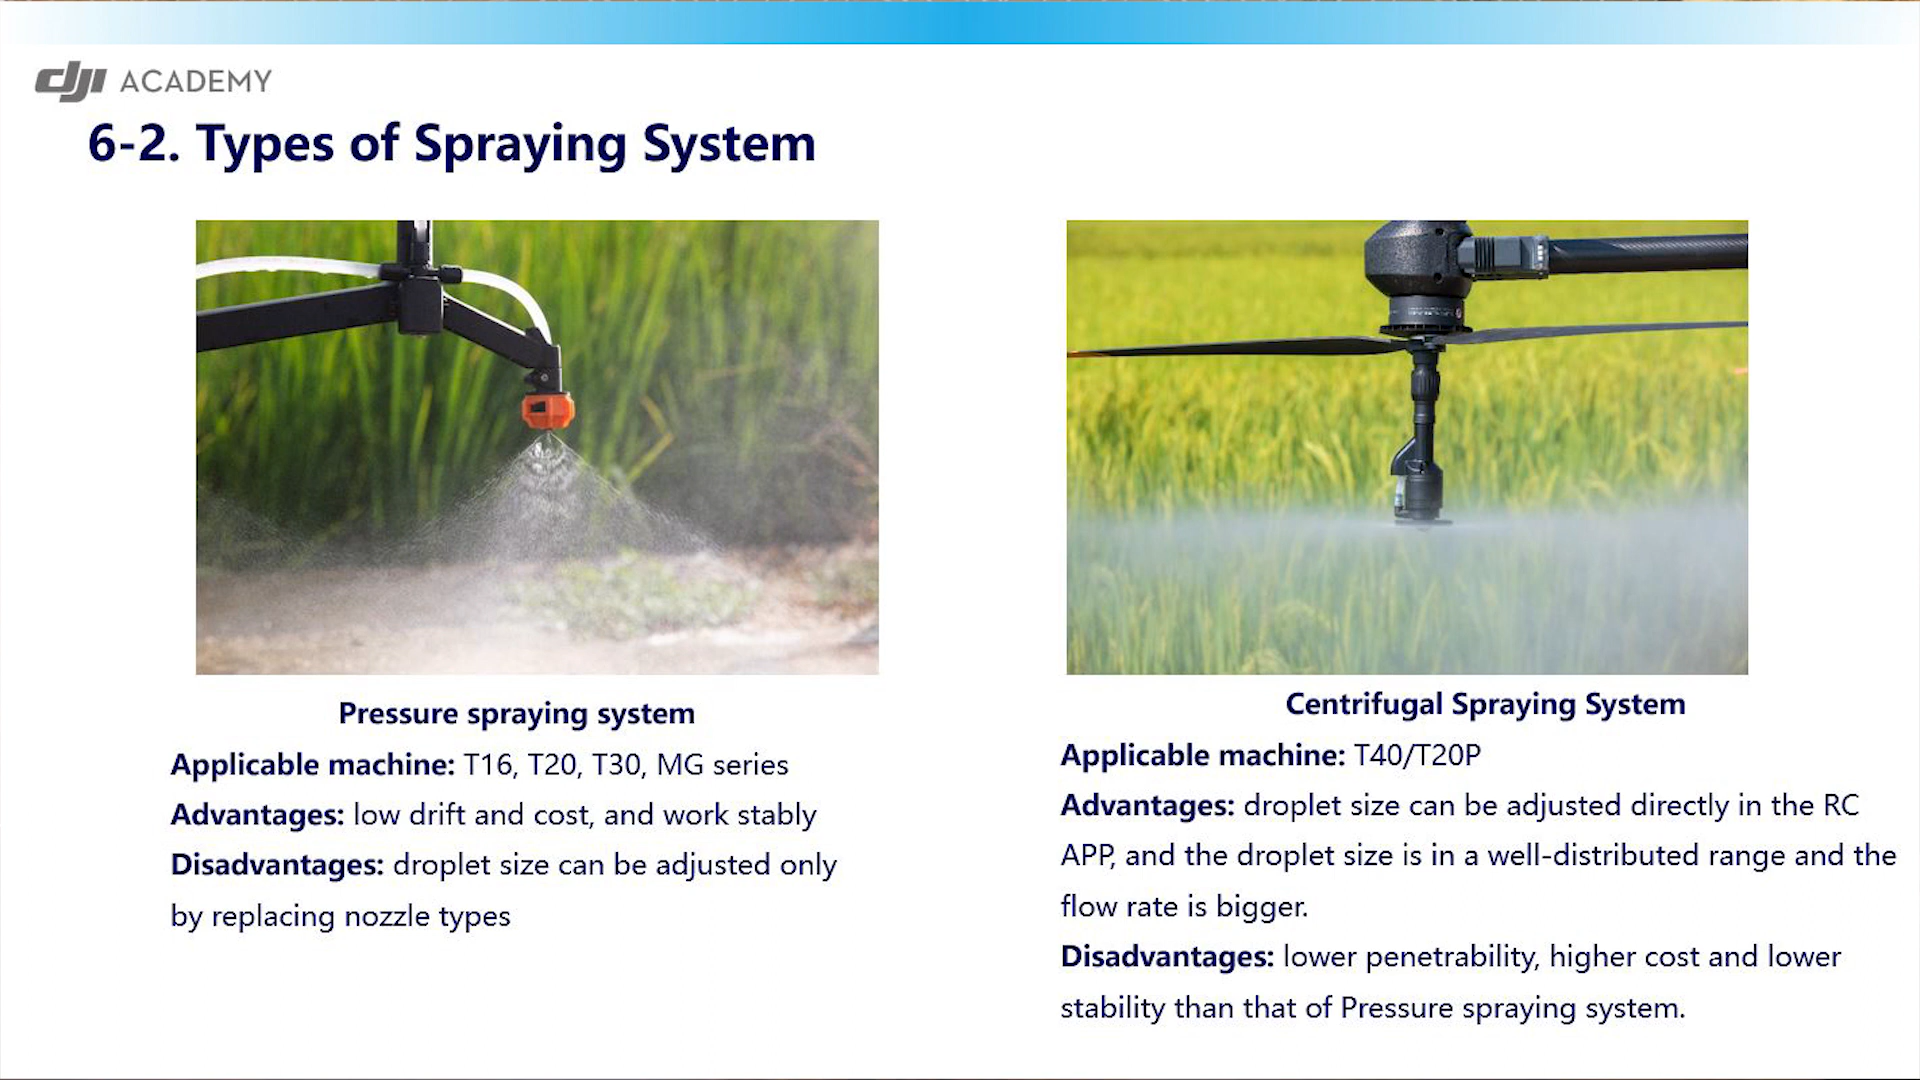 dji ACADEMY
6-2. Types of Spraying System
Pressure spraying system
Applicable machine: T16, T20, T30, MG series
Advantages: low drift and cost, and work stably
Disadvantages: droplet size can be adjusted only
by replacing nozzle types
Centrifugal Spraying System
Applicable machine: T40/T20P
Advantages: droplet size can be adjusted directly in the RC
APP, and the droplet size is in a well-distributed range and the
flow rate is bigger.
Disadvantages: lower penetrability, higher cost and lower
stability than that of Pressure spraying system.